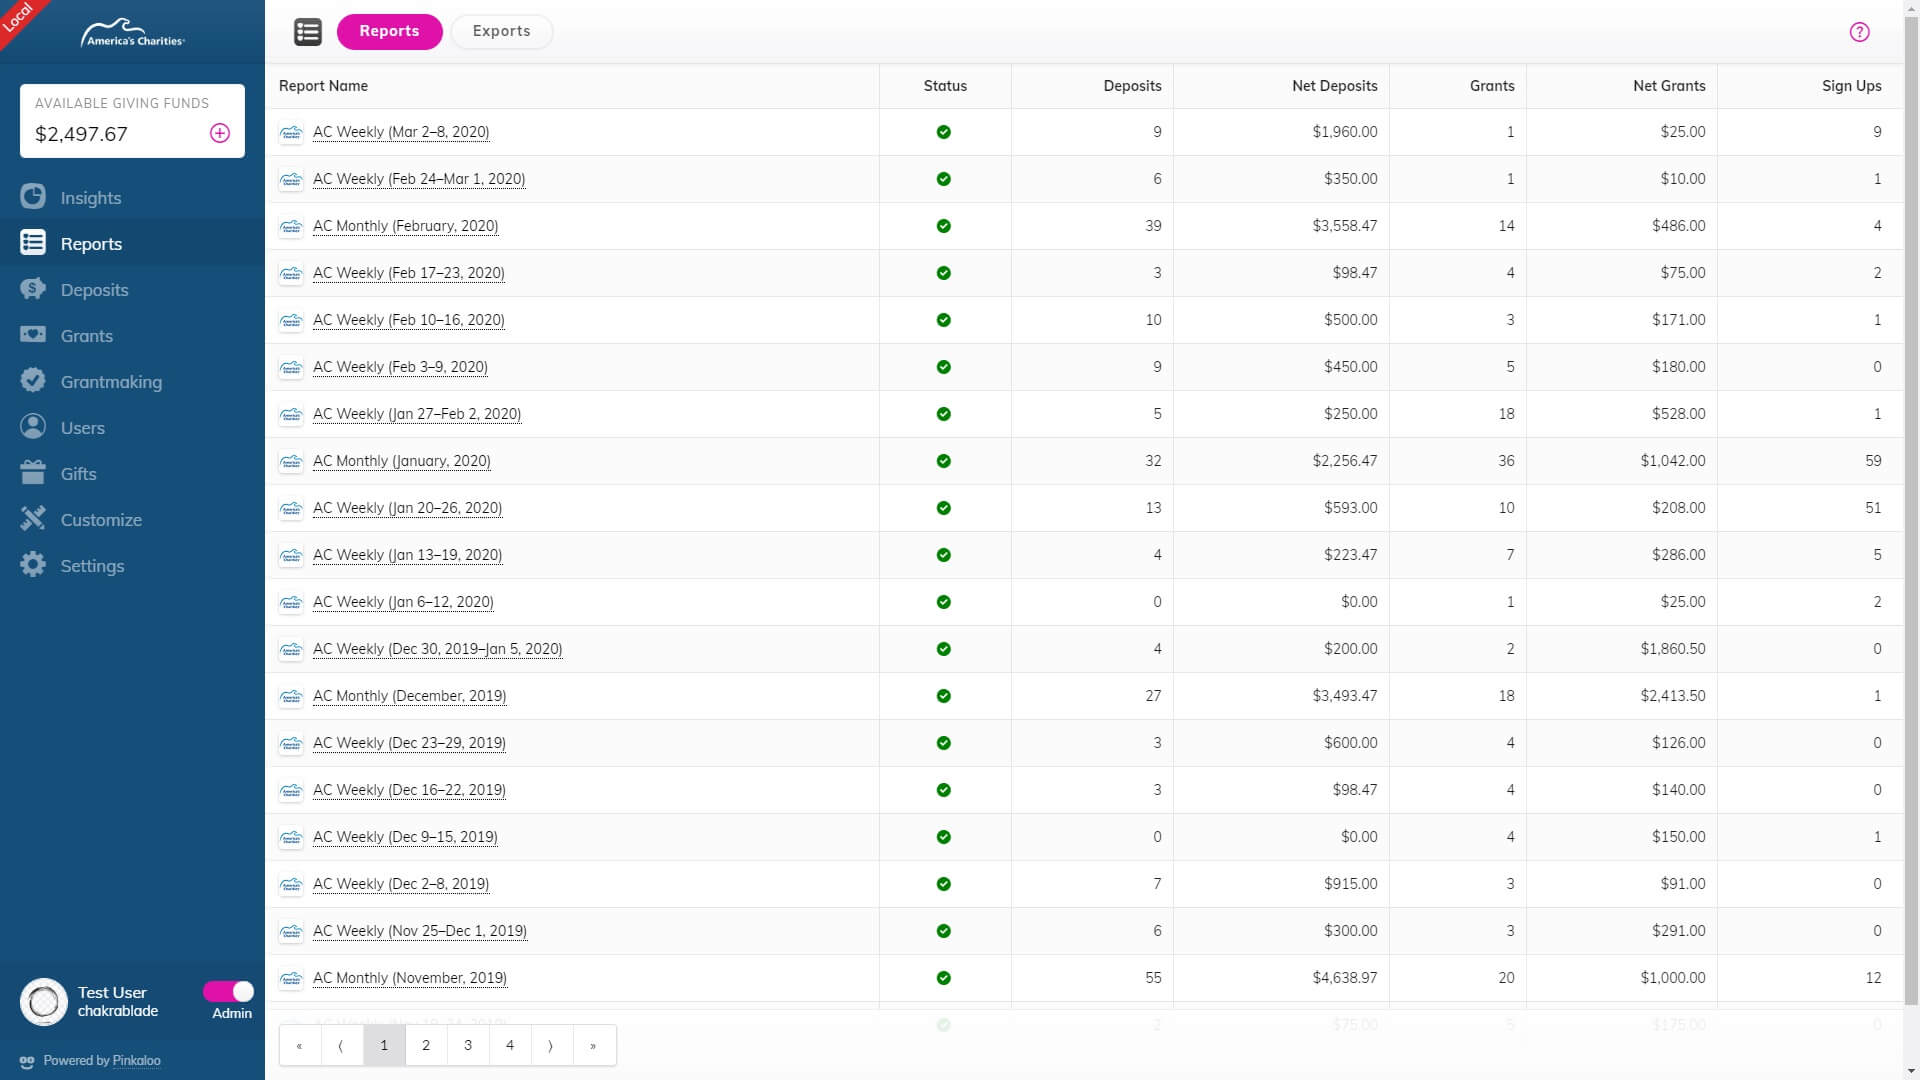 Local
America's Charities
AVAILABLE GIVING FUNDS
$2,497.67
Insights
Reports
Deposits
Grants
Grantmaking
Users
Gifts
Customize
Settings
Test User
chakrablade
Admin
Powered by Pinkaloo
Reports Exports ?
Report Name Status Deposits Net Deposits Grants Net Grants Sign Ups
AC Weekly (Mar 2–8, 2020) 9 $1,960.00 1 $25.00 9
AC Weekly (Feb 24–Mar 1, 2020) 6 $350.00 1 $10.00 1
AC Monthly (February, 2020) 39 $3,558.47 14 $486.00 4
AC Weekly (Feb 17–23, 2020) 3 $98.47 4 $75.00 2
AC Weekly (Feb 10–16, 2020) 10 $500.00 3 $171.00 1
AC Weekly (Feb 3–9, 2020) 9 $450.00 5 $180.00 0
AC Weekly (Jan 27–Feb 2, 2020) 5 $250.00 18 $528.00 1
AC Monthly (January, 2020) 32 $2,256.47 36 $1,042.00 59
AC Weekly (Jan 20–26, 2020) 13 $593.00 10 $208.00 51
AC Weekly (Jan 13–19, 2020) 4 $223.47 7 $286.00 5
AC Weekly (Jan 6–12, 2020) 0 $0.00 1 $25.00 2
AC Weekly (Dec 30, 2019–Jan 5, 2020) 4 $200.00 2 $1,860.50 0
AC Monthly (December, 2019) 27 $3,493.47 18 $2,413.50 1
AC Weekly (Dec 23–29, 2019) 3 $600.00 4 $126.00 0
AC Weekly (Dec 16–22, 2019) 3 $98.47 4 $140.00 0
AC Weekly (Dec 9–15, 2019) 0 $0.00 4 $150.00 1
AC Weekly (Dec 2–8, 2019) 7 $915.00 3 $91.00 0
AC Weekly (Nov 25–Dec 1, 2019) 6 $300.00 3 $291.00 0
AC Monthly (November, 2019) 55 $4,638.97 20 $1,000.00 12
2 $75.00 5 $175.00 0
« ⟨ 1 2 3 4 ⟩ »